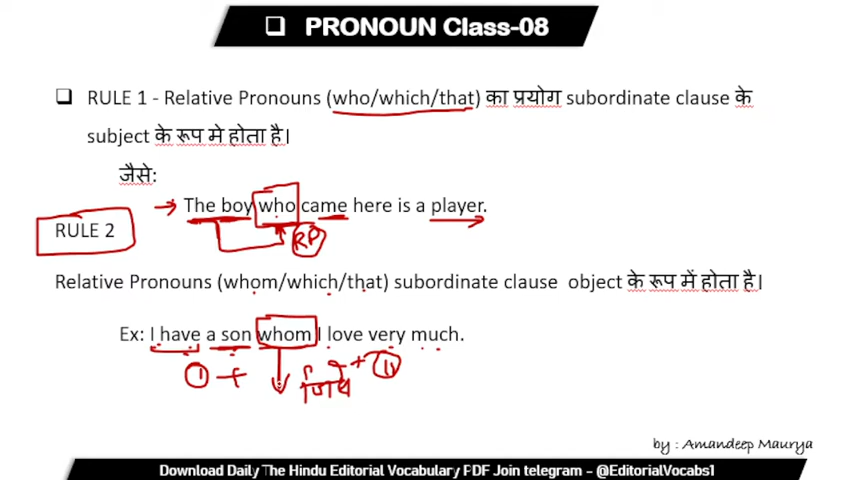 PRONOUN Class-08
RULE 1 - Relative Pronouns (who/which/that) का प्रयोग subordinate clause के
subject के रूप मे होता है।
जैसे:
The boy who came here is a player.
RP
RULE 2
Relative Pronouns (whom/which/that) subordinate clause object के रूप में होता है।
Ex: I have a son whom I love very much.
by : Amandeep Maurya
Download Daily The Hindu Editorial Vocabulary PDF Join telegram - @EditorialVocabs1